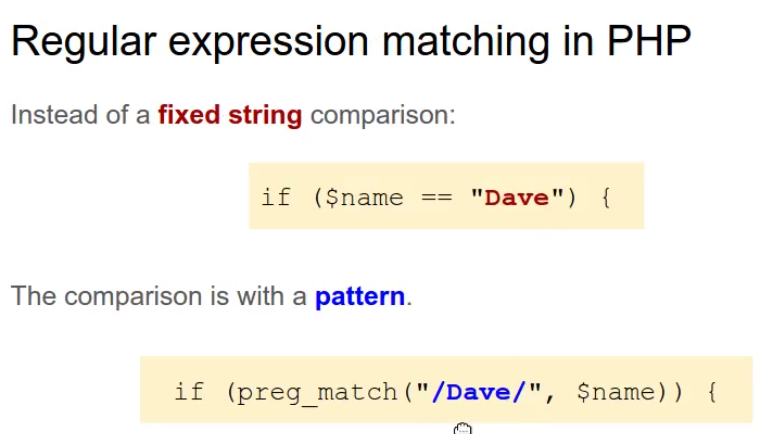 Regular expression matching in PHP
Instead of a fixed string comparison:
if ($name == "Dave") {
The comparison is with a pattern.
if (preg_match("/Dave/", $name)) {